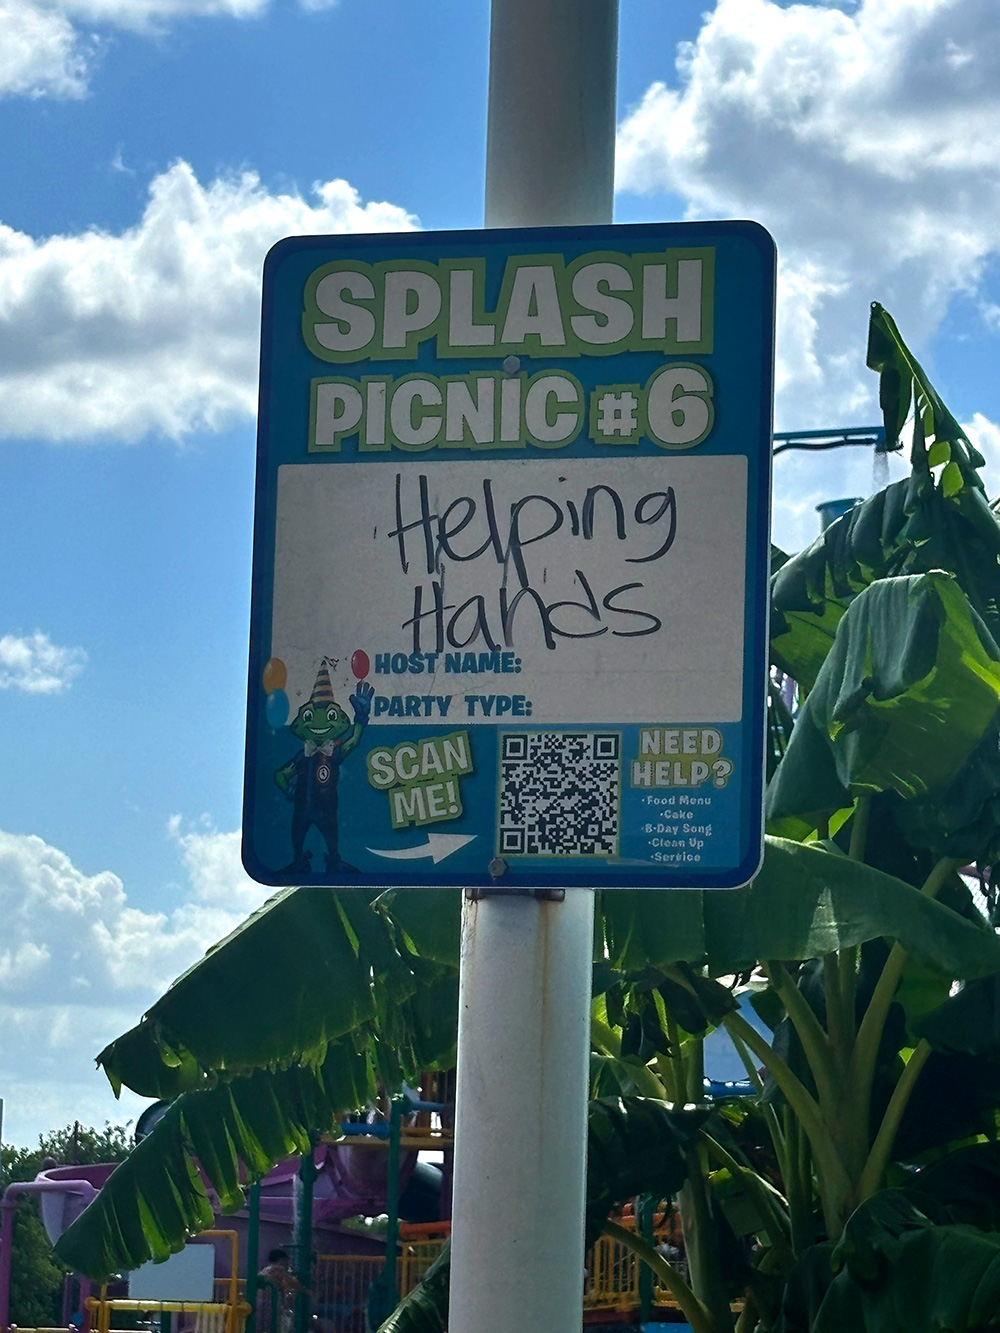 SPLASH
PICNIC #6
Helping
Hands
HOST NAME:
PARTY TYPE:
SCAN
ME!
NEED
HELP?
•Food Menu
•Cake
•B-Day Song
•Clean Up
•Service